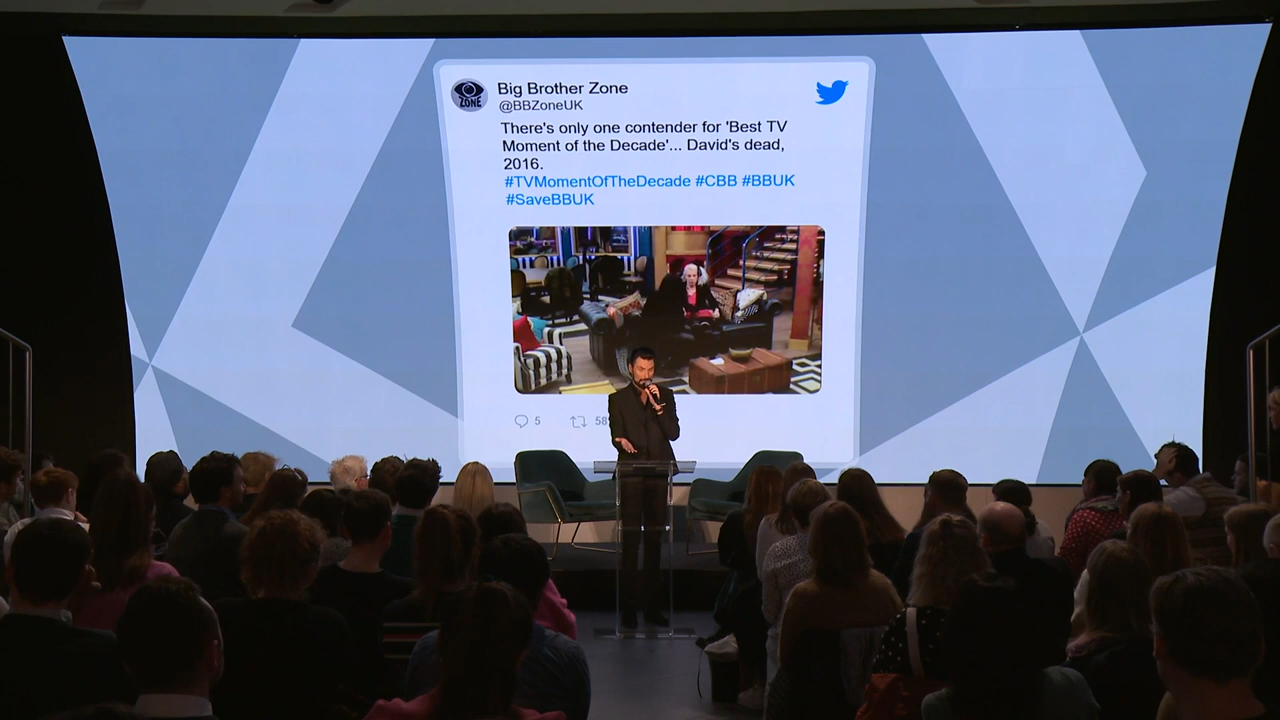 ZONE
Big Brother Zone
@BBZoneUK
There's only one contender for 'Best TV
Moment of the Decade'... David's dead,
2016.
#TVMomentOfTheDecade #CBB #BBUK
#SaveBBUK
5